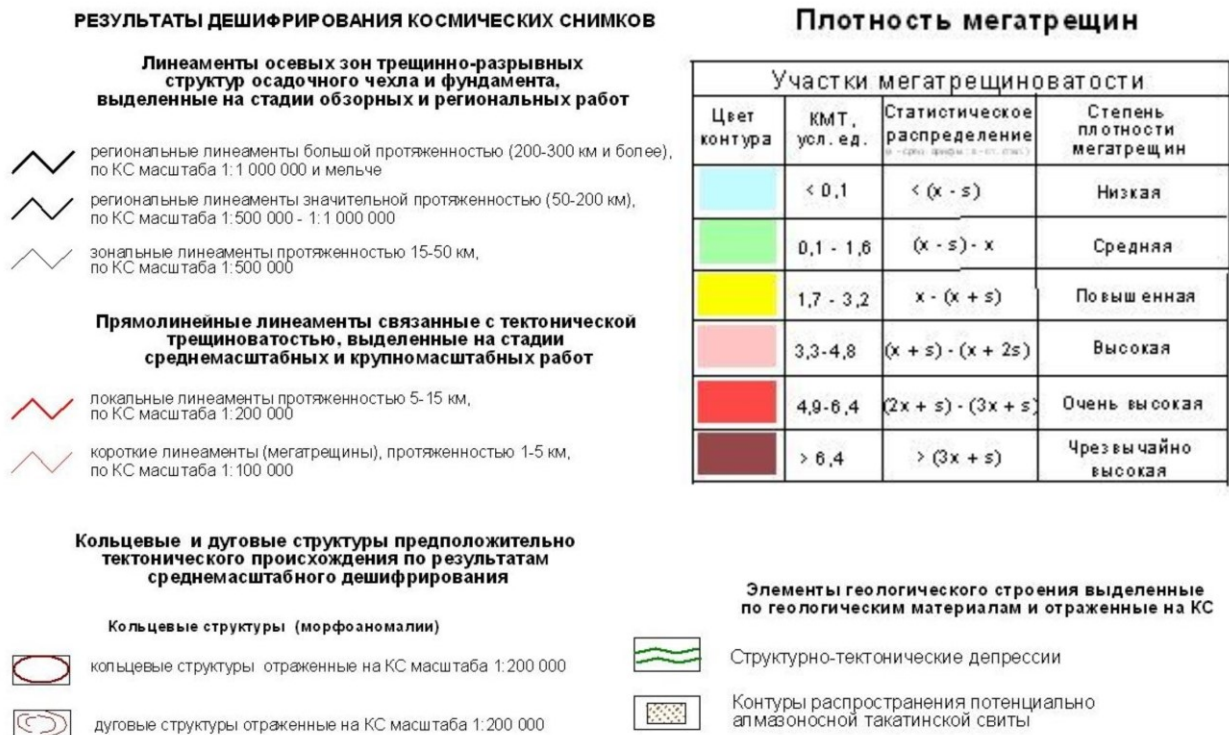 РЕЗУЛЬТАТЫ ДЕШИФРИРОВАНИЯ КОСМИЧЕСКИХ СНИМКОВ
Линеаменты осевых зон трещинно-разрывных
структур осадочного чехла и фундамента,
выделенные на стадии обзорных и региональных работ
региональные линеаменты большой протяженностью (200-300 км и более),
по КС масштаба 1:1 000 000 и мельче
региональные линеаменты значительной протяженностью (50-200 км),
по КС масштаба 1:500 000 - 1:1 000 000
зональные линеаменты протяженностью 15-50 км,
по КС масштаба 1:500 000
Прямолинейные линеаменты связанные с тектонической
трещиноватостью, выделенные на стадии
среднемасштабных и крупномасштабных работ
локальные линеаменты протяженностью 5-15 км,
по КС масштаба 1:200 000
короткие линеаменты (мегатрещины), протяженностью 1-5 км,
по КС масштаба 1:100 000
Кольцевые и дуговые структуры предположительно
тектонического происхождения по результатам
среднемасштабного дешифрирования
Кольцевые структуры (морфоаномалии)
кольцевые структуры отраженные на КС масштаба 1:200 000
дуговые структуры отраженные на КС масштаба 1:200 000
Плотность мегатрещин
Участки мегатрещиноватости
Цвет контура КМТ, усл. ед. Статистическое распределение Степень плотности мегатрещин
< 0,1 < (x - s) Низкая
0,1 - 1,6 (x - s) - x Средняя
1,7 - 3,2 x - (x + s) Повышенная
3,3-4,8 (x + s) - (x + 2s) Высокая
4,9-6,4 (2x + s) - (3x + s) Очень высокая
> 6,4 > (3x + s) Чрезвычайно высокая
Элементы геологического строения выделенные
по геологическим материалам и отраженные на КС
Структурно-тектонические депрессии
Контуры распространения потенциально
алмазоносной такатинской свиты